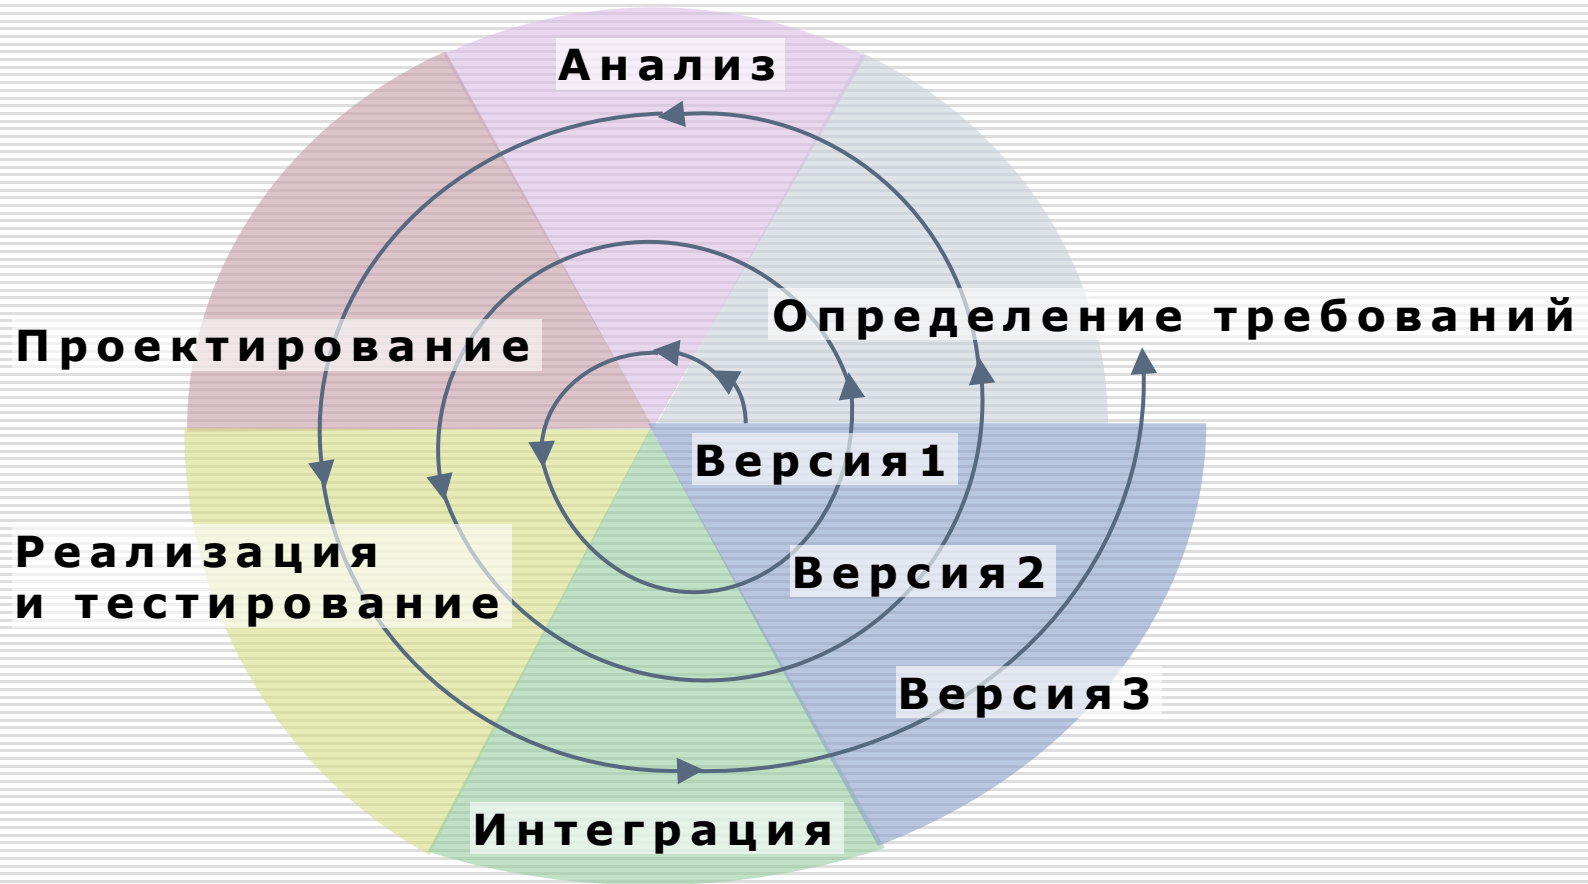 Анализ
Определение требований
Проектирование
Версия1
Реализация
и тестирование
Версия2
Версия3
Интеграция